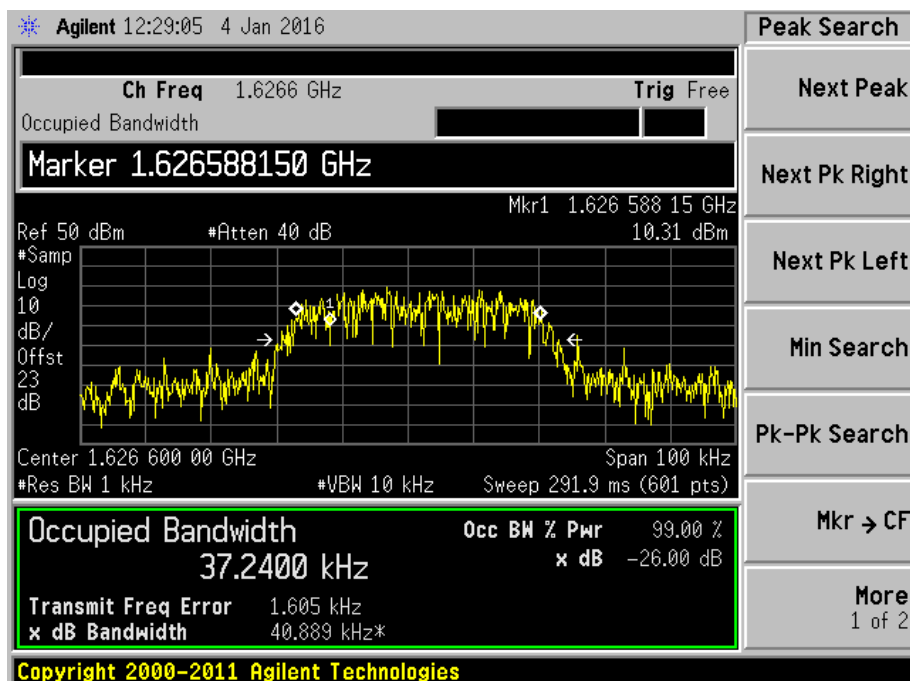 Agilent 12:29:05 4 Jan 2016
Peak Search
Ch Freq 1.6266 GHz Trig Free
Occupied Bandwidth
Marker 1.626588150 GHz
Mkr1 1.626 588 15 GHz
Ref 50 dBm #Atten 40 dB 10.31 dBm
#Samp
Log
10
dB/
Offst
23
dB
1
Center 1.626 600 00 GHz Span 100 kHz
#Res BW 1 kHz #VBW 10 kHz Sweep 291.9 ms (601 pts)
Occupied Bandwidth Occ BW % Pwr 99.00 %
37.2400 kHz x dB -26.00 dB
Transmit Freq Error 1.605 kHz
x dB Bandwidth 40.889 kHz*
Next Peak
Next Pk Right
Next Pk Left
Min Search
Pk-Pk Search
Mkr → CF
More
1 of 2
Copyright 2000-2011 Agilent Technologies